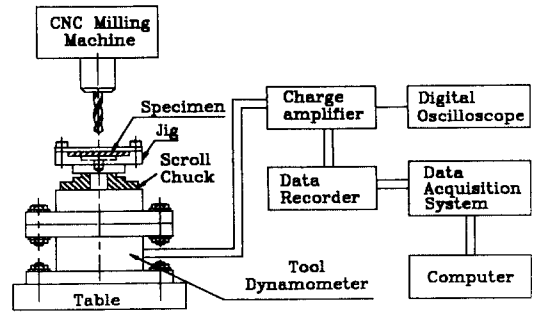 CNC Milling
Machine
Specimen
Jig
Scroll
Chuck
Tool
Dynamometer
Table
Charge
amplifier
Digital
Oscilloscope
Data
Recorder
Data
Acquisition
System
Computer